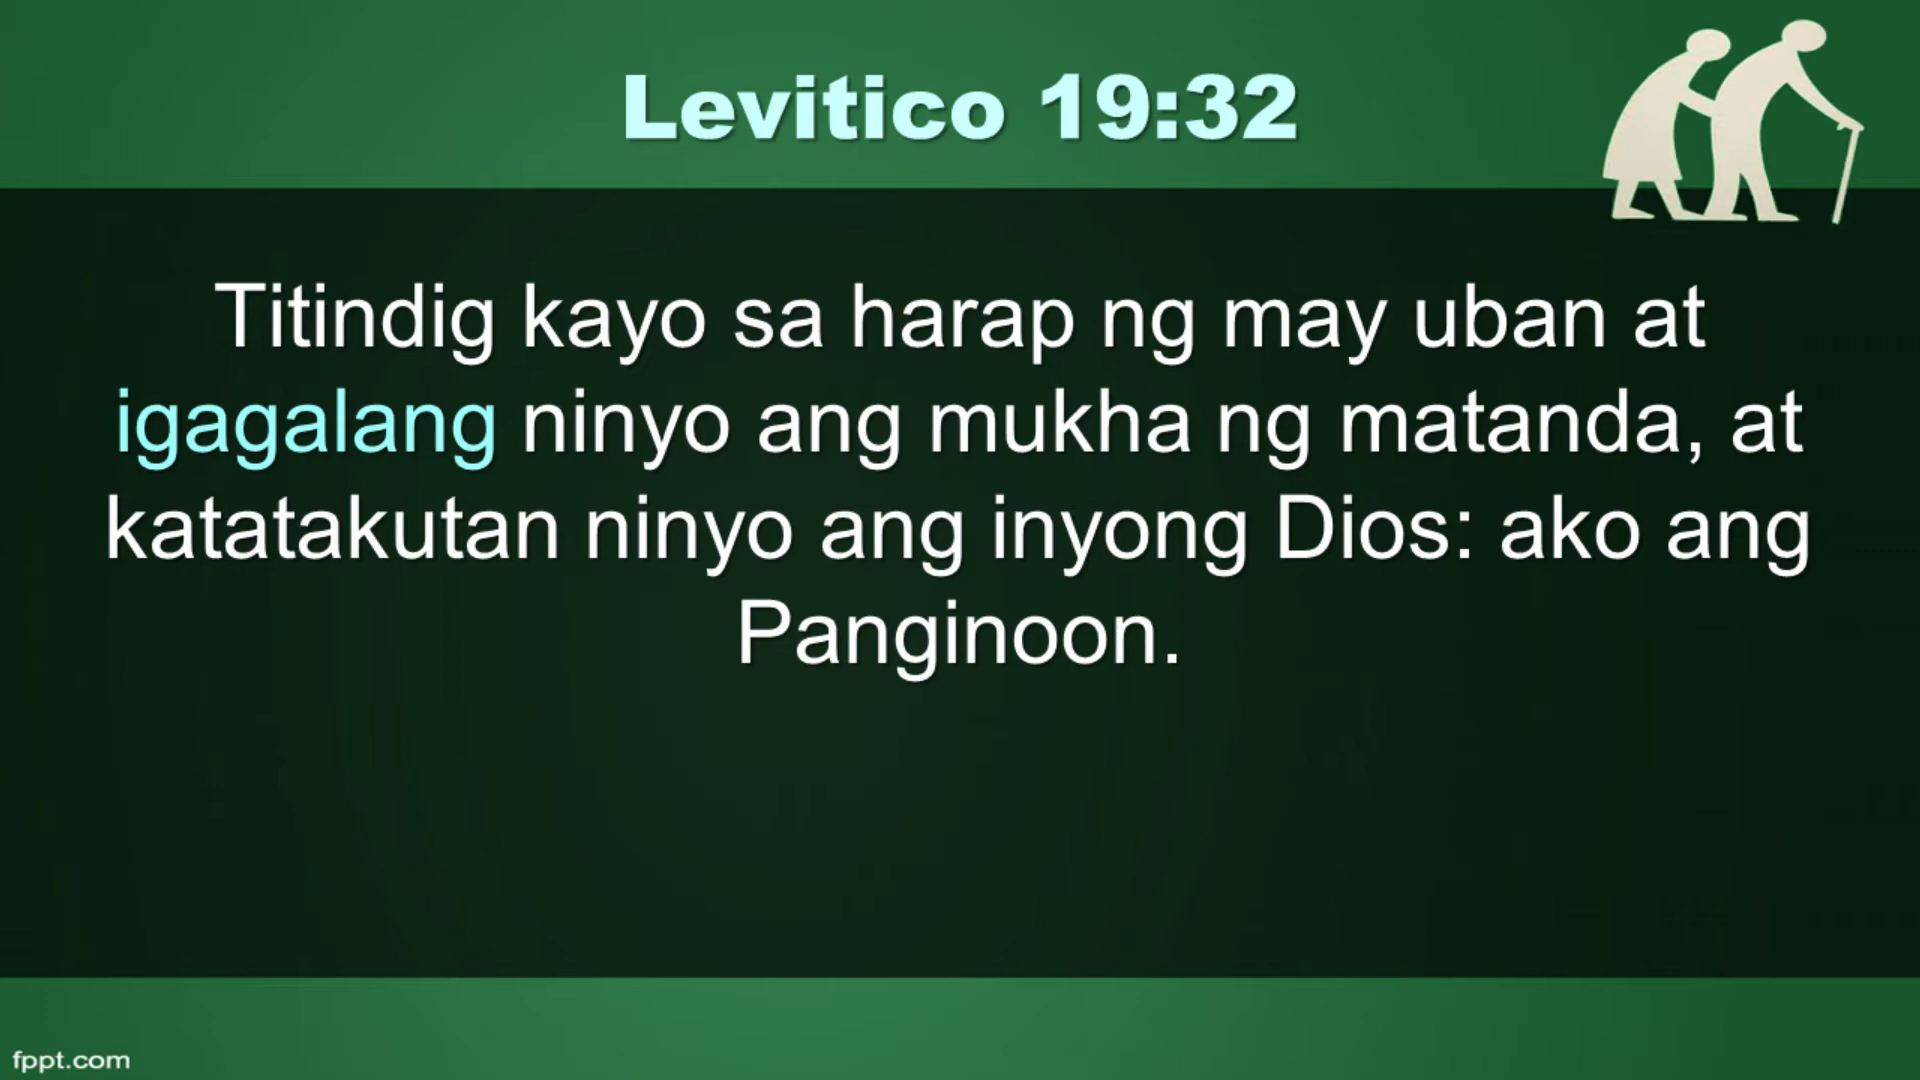 Levitico 19:32
Titindig kayo sa harap ng may uban at
igagalang ninyo ang mukha ng matanda, at
katatakutan ninyo ang inyong Dios: ako ang
Panginoon.
fppt.com